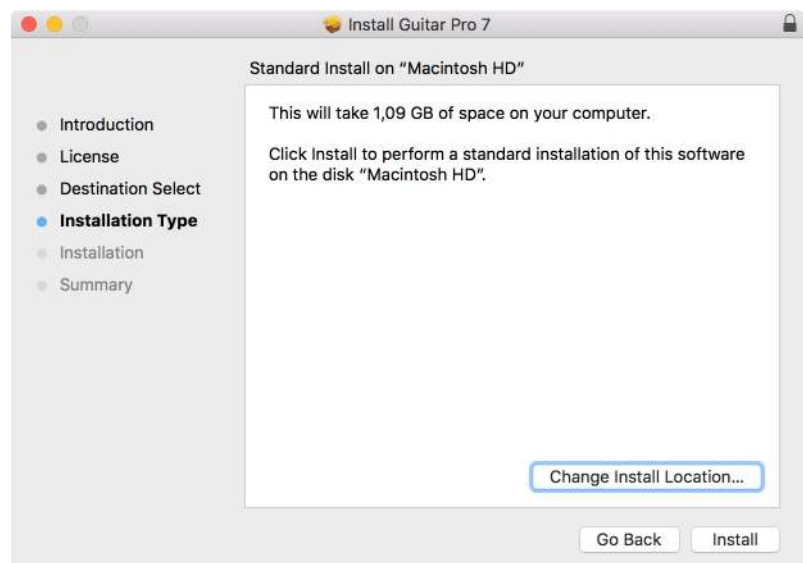 Install Guitar Pro 7
Standard Install on “Macintosh HD”
Introduction
License
Destination Select
Installation Type
Installation
Summary
This will take 1,09 GB of space on your computer.
Click Install to perform a standard installation of this software
on the disk “Macintosh HD”.
Change Install Location...
Go Back
Install